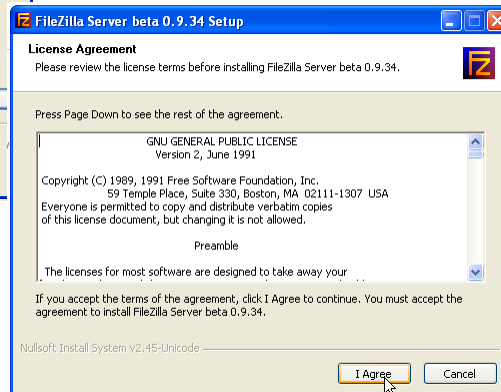 FileZilla Server beta 0.9.34 Setup
License Agreement
Please review the license terms before installing FileZilla Server beta 0.9.34.
Press Page Down to see the rest of the agreement.
GNU GENERAL PUBLIC LICENSE
Version 2, June 1991
Copyright (C) 1989, 1991 Free Software Foundation, Inc.
59 Temple Place, Suite 330, Boston, MA  02111-1307  USA
Everyone is permitted to copy and distribute verbatim copies
of this license document, but changing it is not allowed.
Preamble
The licenses for most software are designed to take away your
If you accept the terms of the agreement, click I Agree to continue. You must accept the
agreement to install FileZilla Server beta 0.9.34.
Nullsoft Install System v2.45-Unicode
I Agree
Cancel